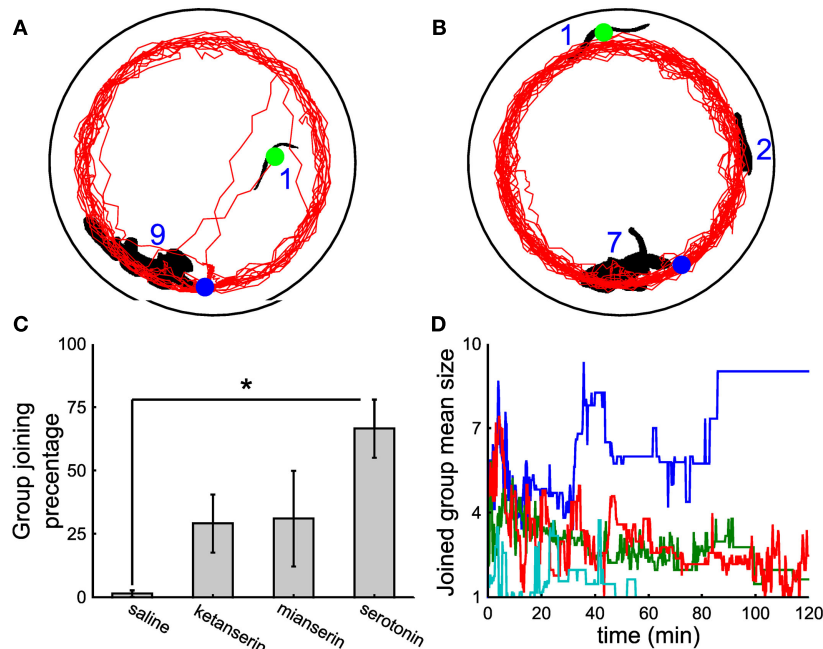 A
B
1
9
1
2
7
C
D
100
75
50
25
0
Group joining
precentage
*
saline
ketanserin
mianserin
serotonin
10
7
4
1
Joined group mean size
0
20
40
60
80
100
120
time (min)